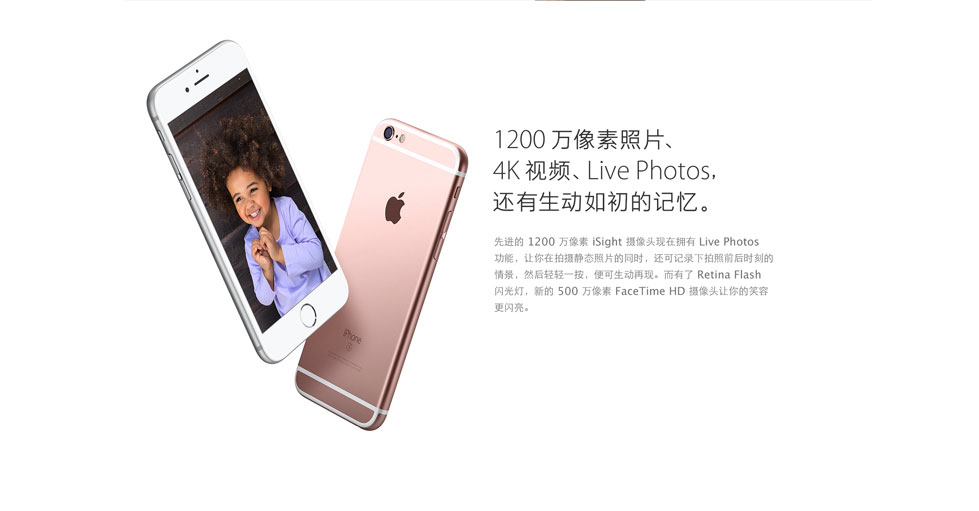 1200 万像素照片、
4K 视频、Live Photos，
还有生动如初的记忆。
先进的 1200 万像素 iSight 摄像头现在拥有 Live Photos
功能，让你在拍摄静态照片的同时，还可记录下拍照前后时刻的
情景，然后轻轻一按，便可生动再现。而有了 Retina Flash
闪光灯，新的 500 万像素 FaceTime HD 摄像头让你的笑容
更闪亮。
iPhone